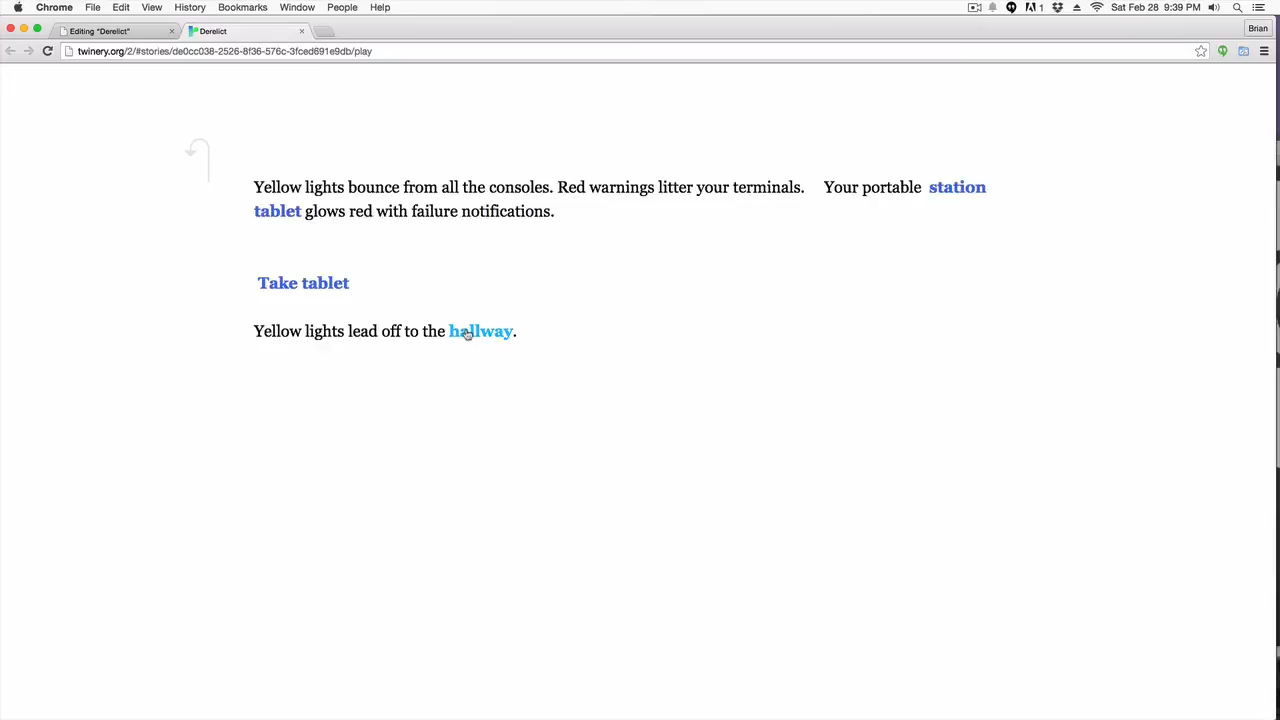 Chrome File Edit View History Bookmarks Window People Help 1 Sat Feb 28 9:39 PM
Editing "Derelict" Derelict Brian
twinery.org/2/#stories/de0cc038-2526-8f36-576c-3fced691e9db/play
Yellow lights bounce from all the consoles. Red warnings litter your terminals. Your portable station
tablet glows red with failure notifications.
Take tablet
Yellow lights lead off to the hallway.